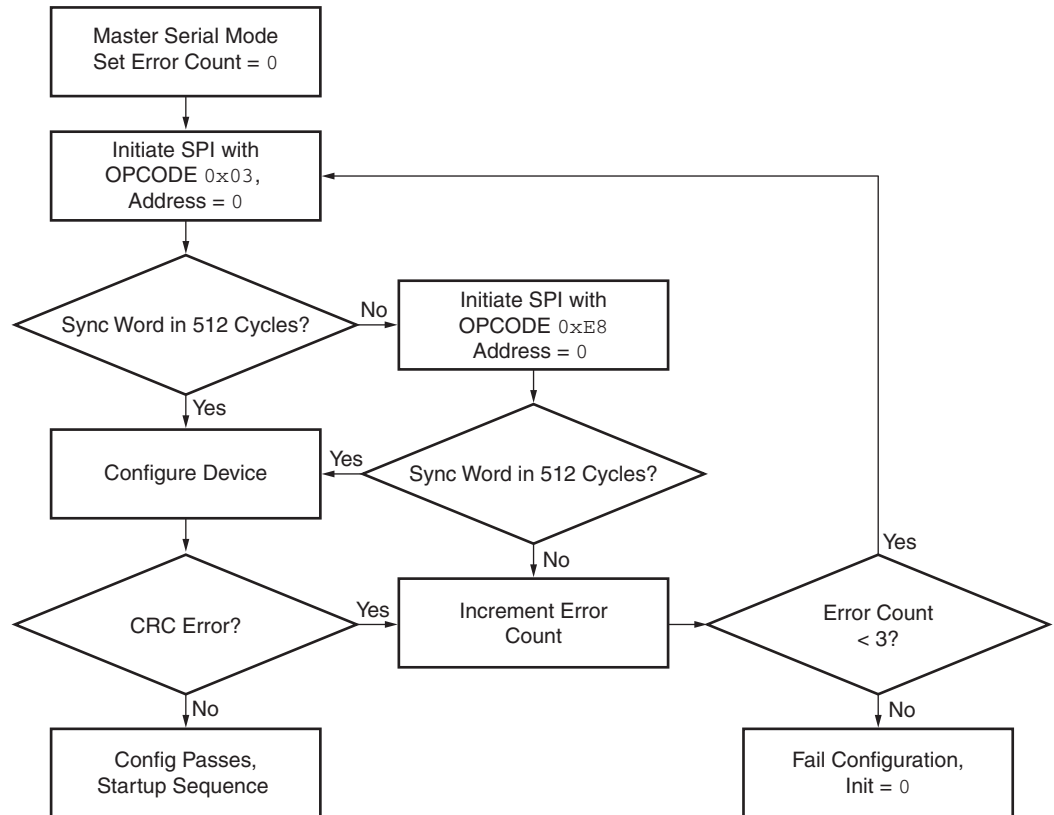 Master Serial Mode
Set Error Count = 0
Initiate SPI with
OPCODE 0x03,
Address = 0
Sync Word in 512 Cycles?
No
Initiate SPI with
OPCODE 0xE8
Address = 0
Yes
Configure Device
Yes
Sync Word in 512 Cycles?
No
CRC Error?
Yes
Increment Error
Count
Yes
Error Count
< 3?
No
Config Passes,
Startup Sequence
No
Fail Configuration,
Init = 0